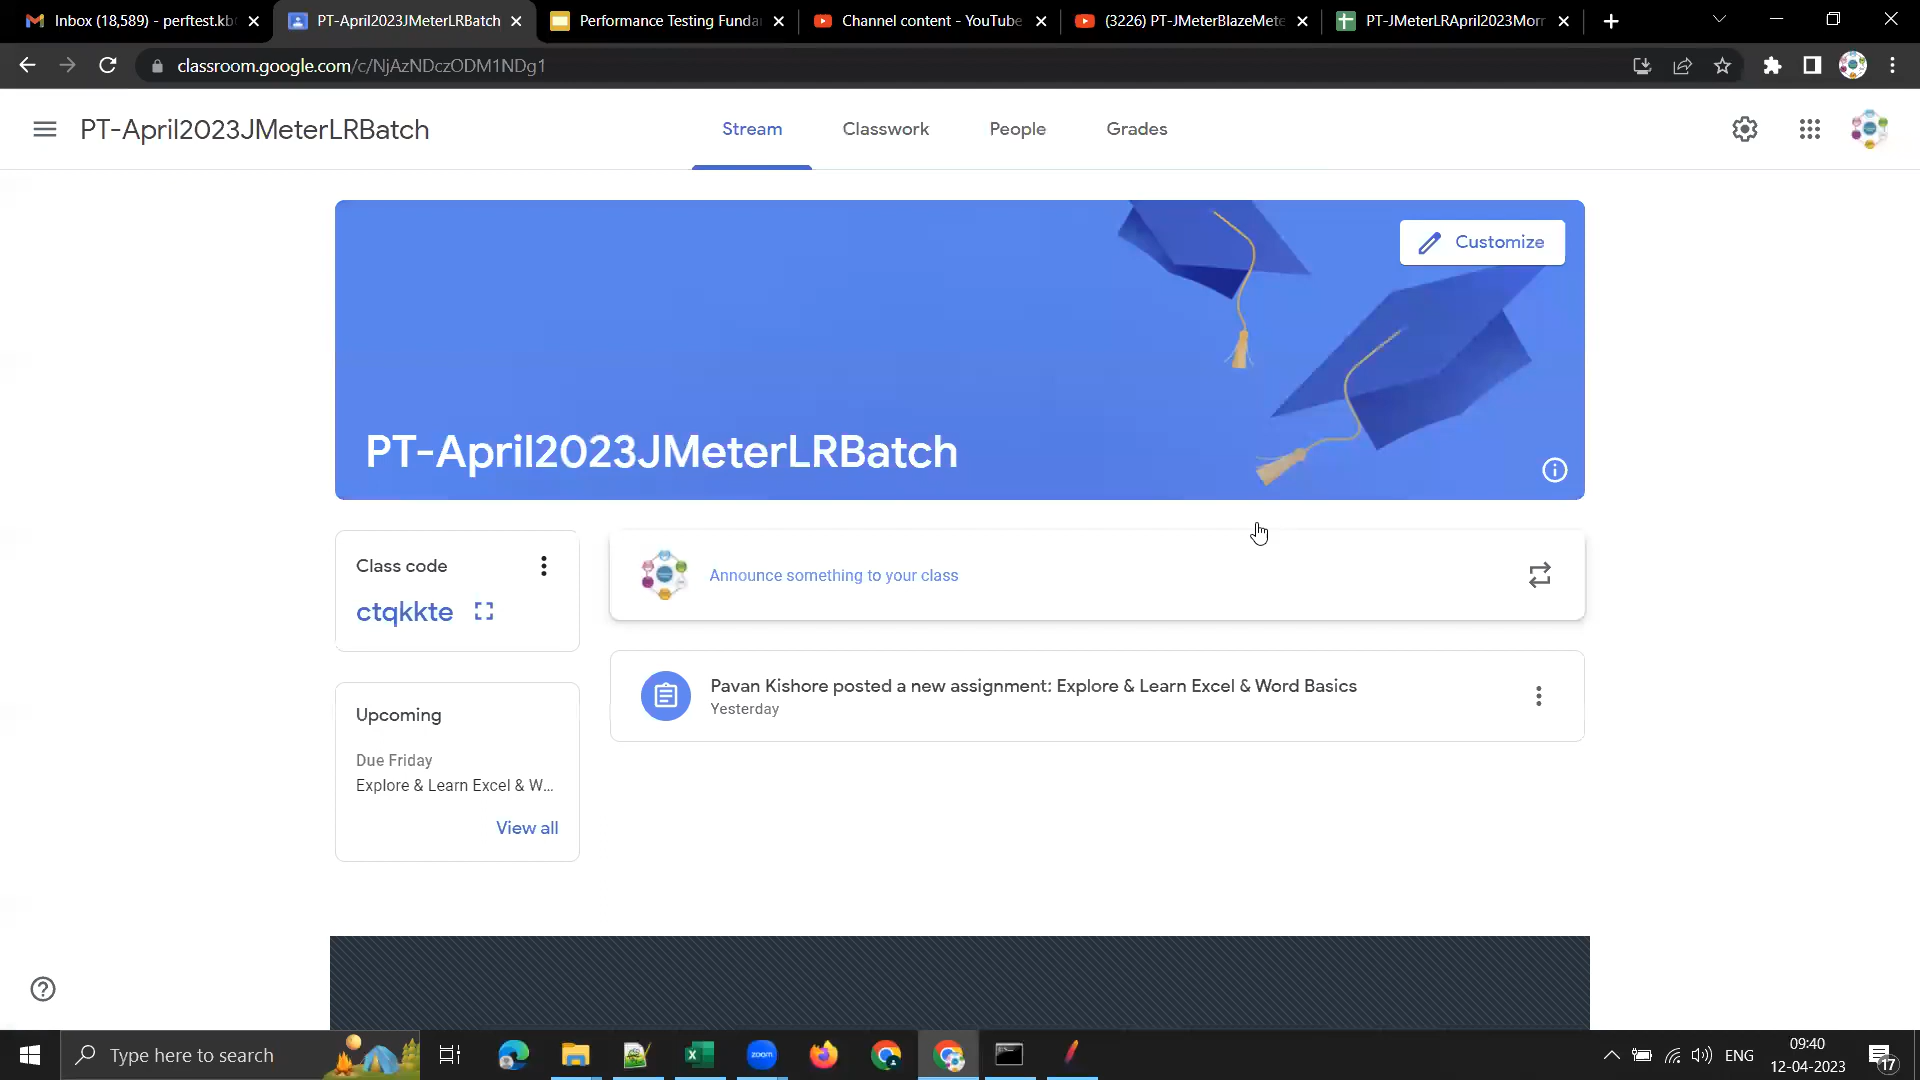 Inbox (18,589) - perftest.kb
PT-April2023JMeterLRBatch
Performance Testing Funda
Channel content - YouTube
(3226) PT-JMeterBlazeMete
PT-JMeterLRApril2023Morn
classroom.google.com/c/NjAzNDczODM1NDg1
PT-April2023JMeterLRBatch
Stream
Classwork
People
Grades
Customize
PT-April2023JMeterLRBatch
Class code
ctqkkte
Announce something to your class
Pavan Kishore posted a new assignment: Explore & Learn Excel & Word Basics
Yesterday
Upcoming
Due Friday
Explore & Learn Excel & W...
View all
Type here to search
zoom
ENG
09:40
12-04-2023
17